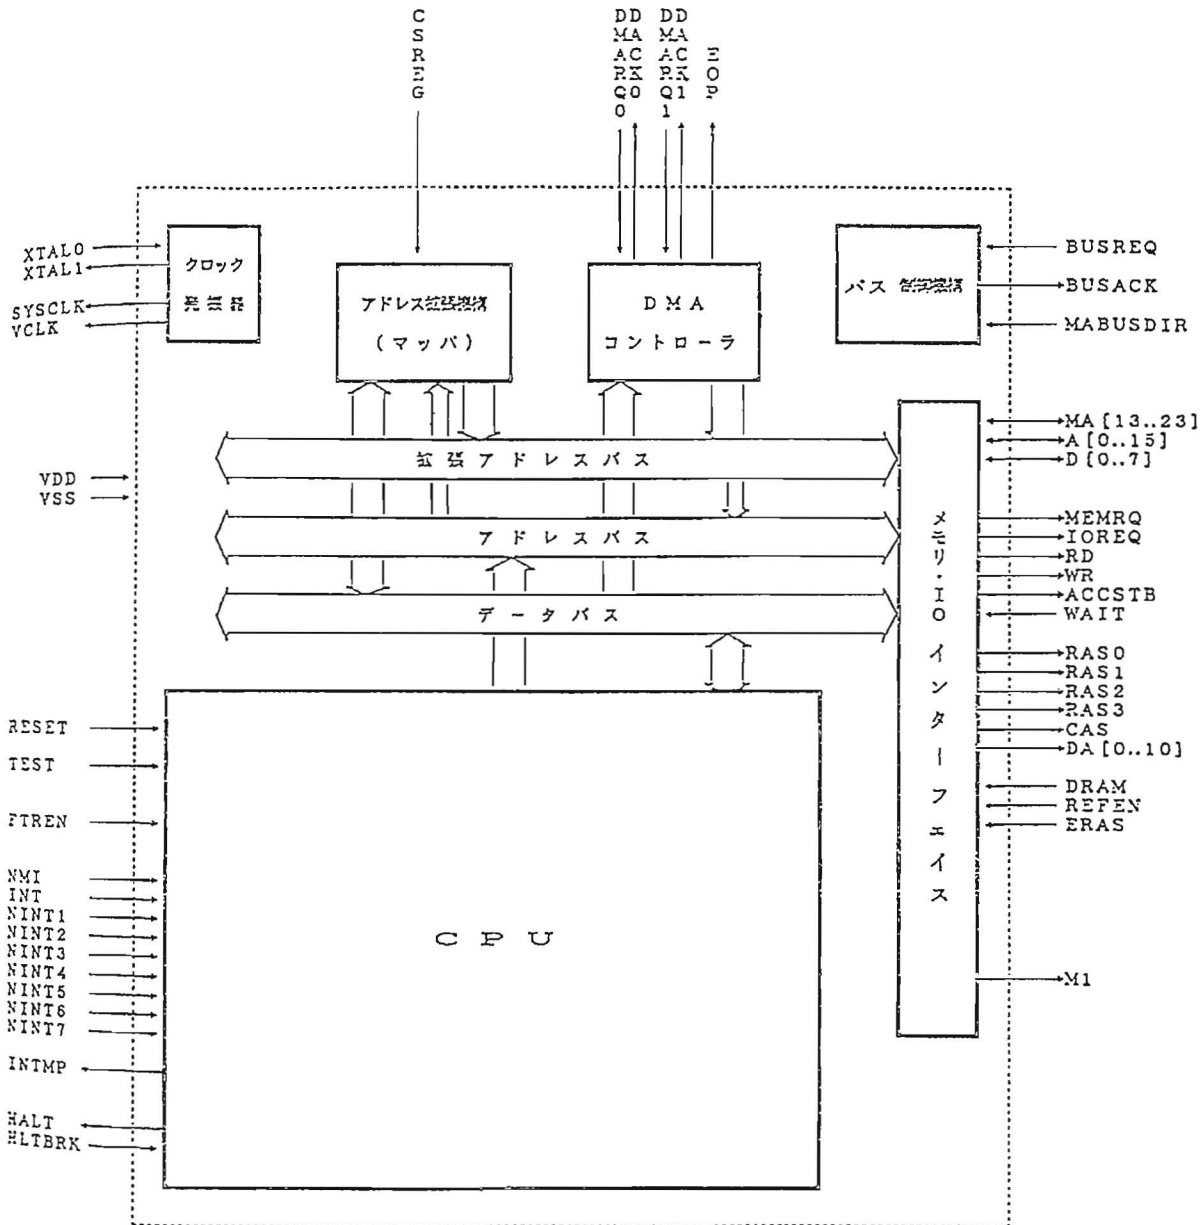 CSREG
DMARQ0
DMACK0
DMARQ1
DMACK1
EOP
XTAL0
XTAL1
SYSCLK
VCLK
クロック
発振器
アドレス拡張機構
(マッパ)
DMA
コントローラ
バス 制御機構
BUSREQ
BUSACK
MABUSDIR
拡張アドレスバス
アドレスバス
データバス
VDD
VSS
メモリ・IOインターフェイス
MA[13..23]
A[0..15]
D[0..7]
MEMRQ
IOREQ
RD
WR
ACCSTB
WAIT
RAS0
RAS1
RAS2
RAS3
CAS
DA[0..10]
DRAM
REFEN
ERAS
M1
RESET
TEST
FTREN
NMI
INT
NINT1
NINT2
NINT3
NINT4
NINT5
NINT6
NINT7
INTMP
HALT
HLTBRK
CPU